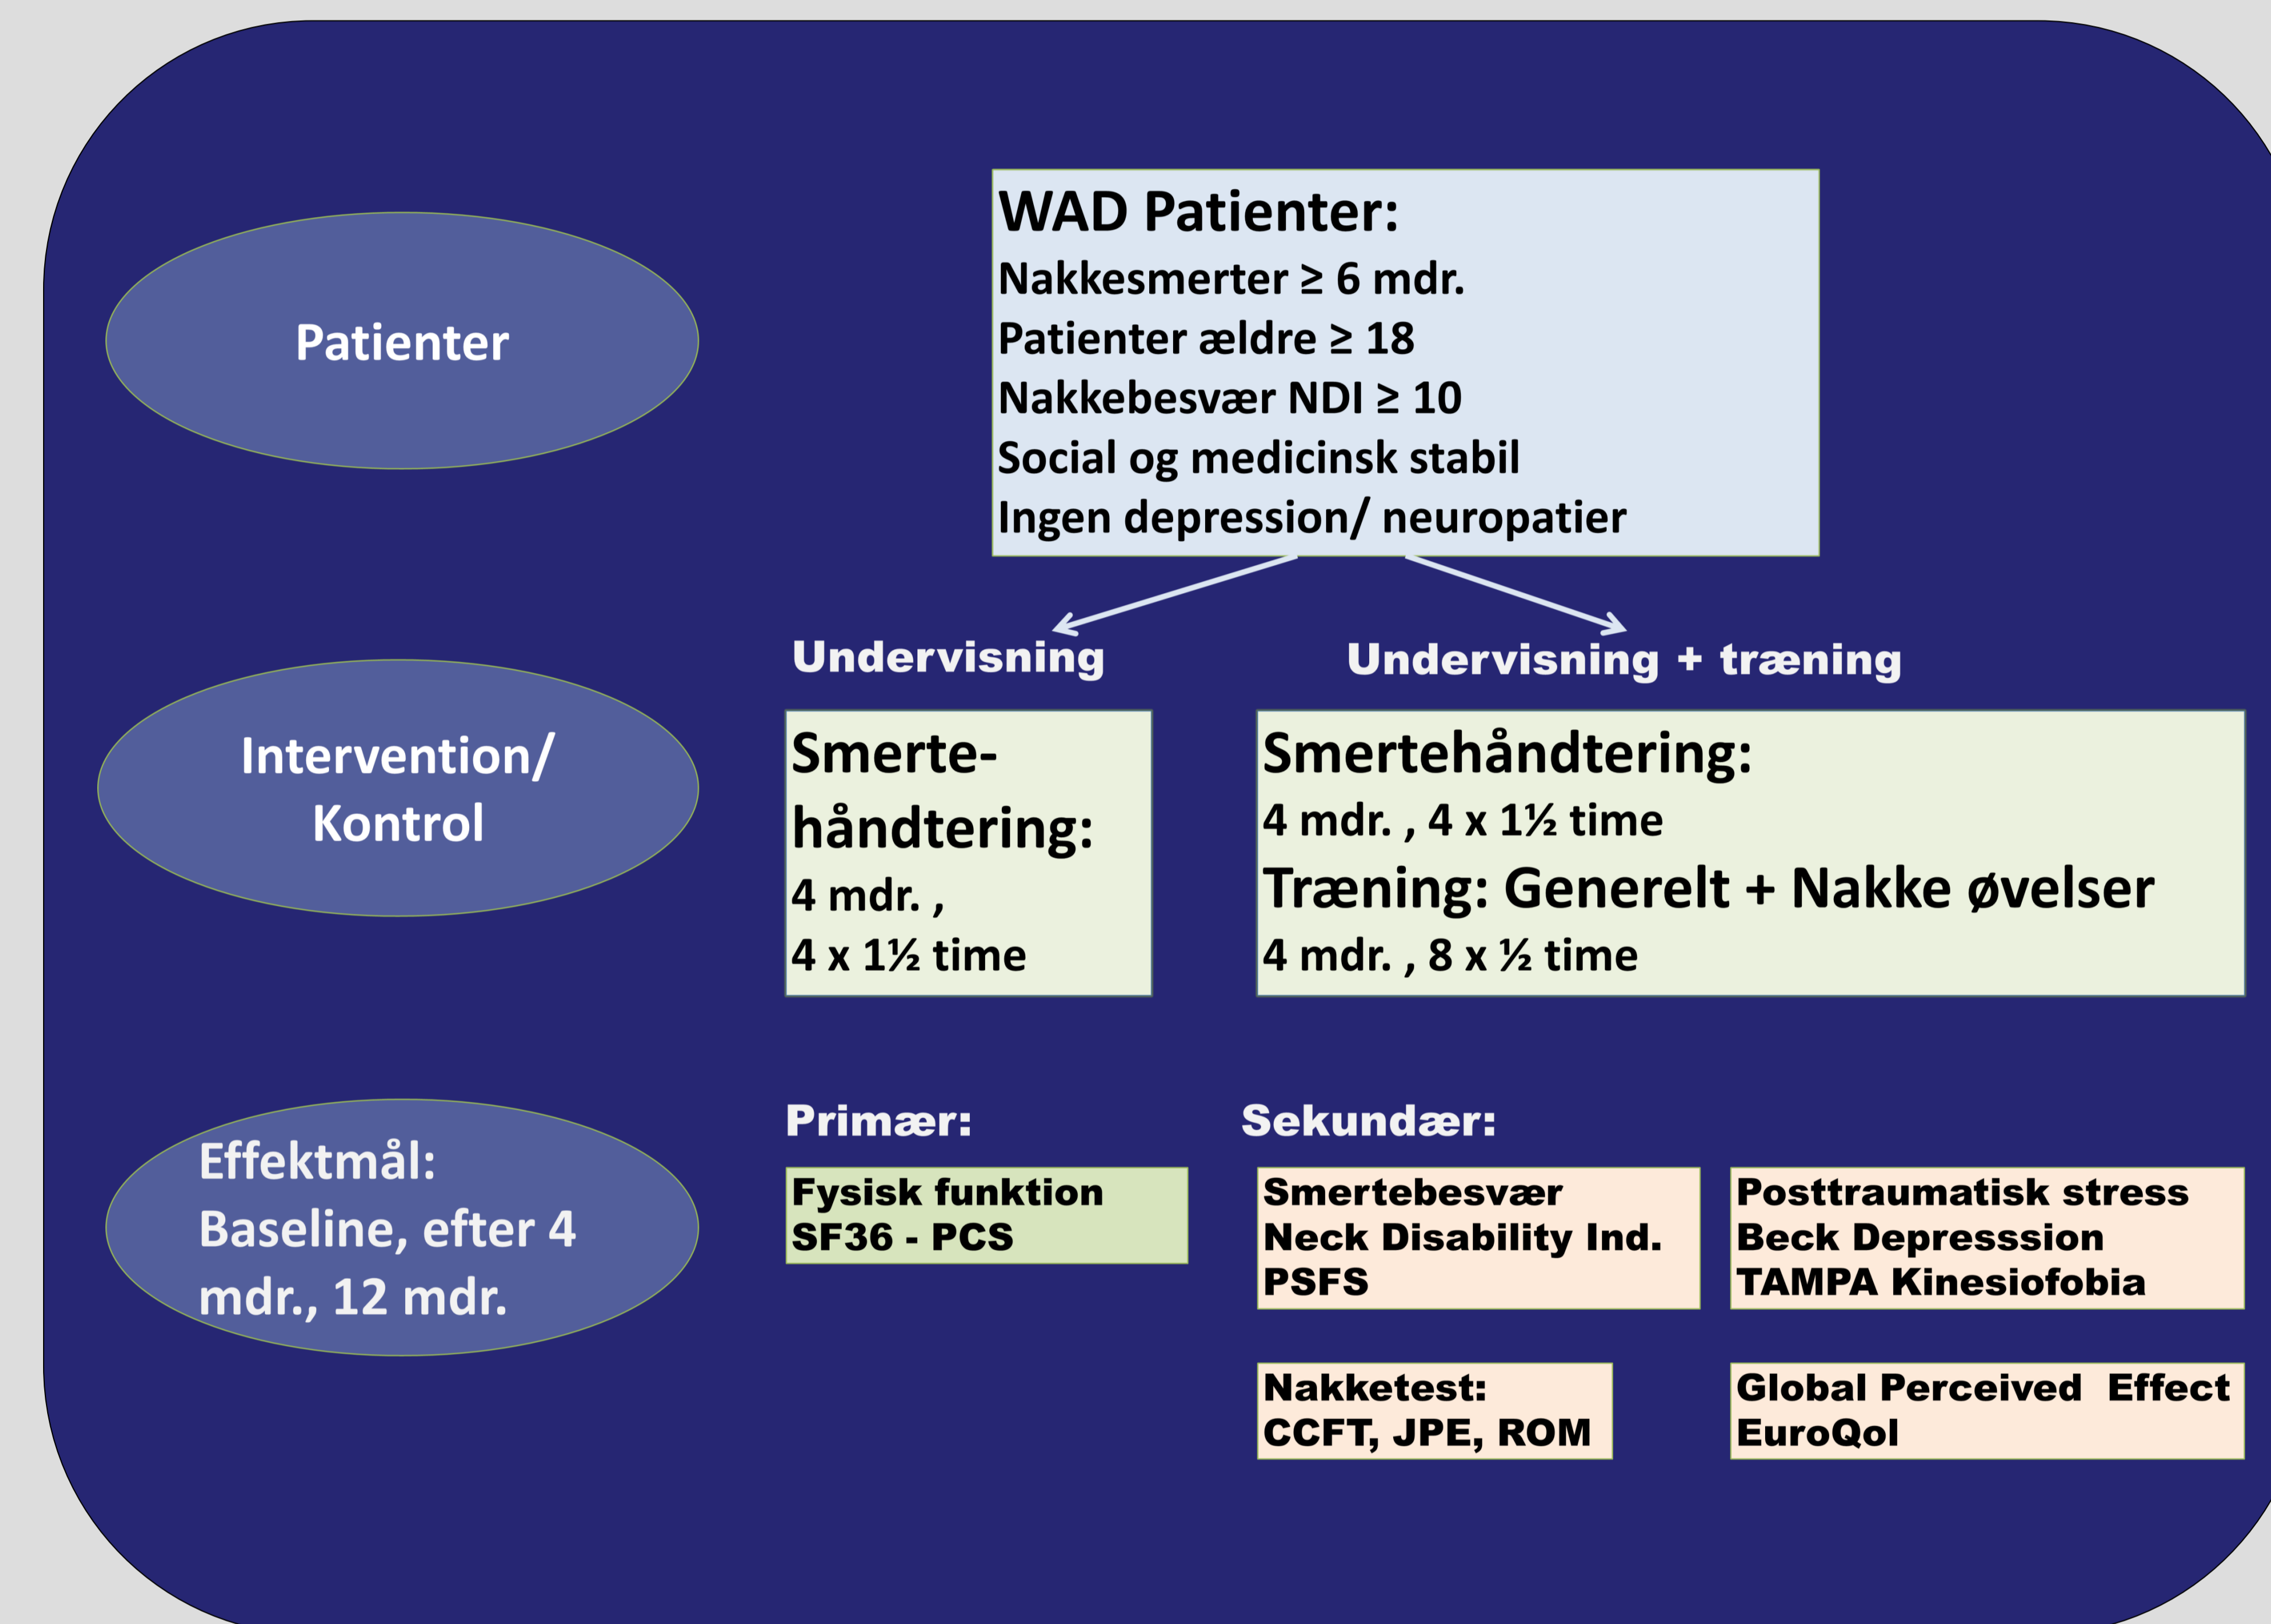 Patienter
WAD Patienter:
Nakkesmerter ≥ 6 mdr.
Patienter ældre ≥ 18
Nakkebesvær NDI ≥ 10
Social og medicinsk stabil
Ingen depression/ neuropatier
Intervention/
Kontrol
Undervisning
Smerte-
håndtering:
4 mdr. ,
4 x 1½ time
Undervisning + træning
Smertehåndtering:
4 mdr. , 4 x 1½ time
Træning: Generelt + Nakke øvelser
4 mdr. , 8 x ½ time
Effektmål:
Baseline, efter 4
mdr., 12 mdr.
Primær:
Fysisk funktion
SF36 - PCS
Sekundær:
Smertebesvær
Neck Disability Ind.
PSFS
Posttraumatisk stress
Beck Depresssion
TAMPA Kinesiofobia
Nakketest:
CCFT, JPE, ROM
Global Perceived  Effect
EuroQol